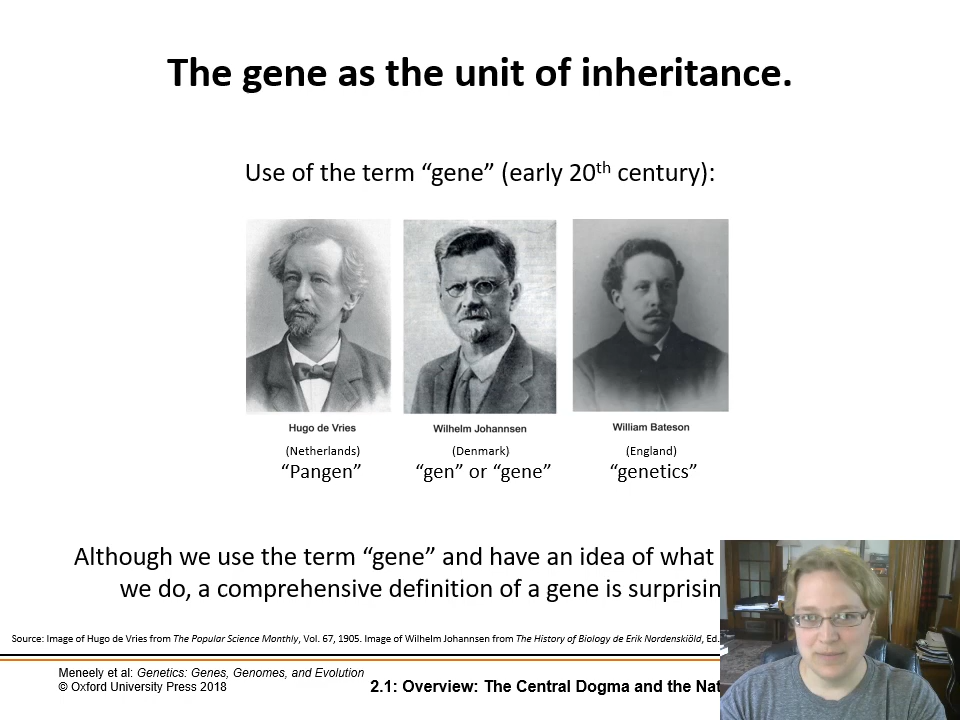 The gene as the unit of inheritance.
Use of the term “gene” (early 20th century):
Hugo de Vries
Wilhelm Johannsen
William Bateson
(Netherlands)
(Denmark)
(England)
“Pangen”
“gen” or “gene”
“genetics”
Although we use the term “gene” and have an idea of what
we do, a comprehensive definition of a gene is
Source: Image of Hugo de Vries from The Popular Science Monthly, Vol. 67, 1905. Image of Wilhelm Johannsen from The History of Biology de Erik Nordenskiöld, Ed.
Meneely et al: Genetics: Genes, Genomes, and Evolution
© Oxford University Press 2018
2.1: Overview: The Central Dogma and the